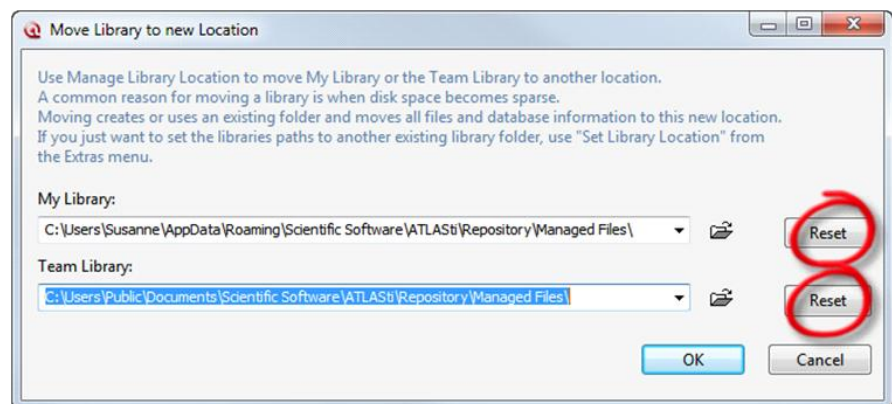 Move Library to new Location
Use Manage Library Location to move My Library or the Team Library to another location.
A common reason for moving a library is when disk space becomes sparse.
Moving creates or uses an existing folder and moves all files and database information to this new location.
If you just want to set the libraries paths to another existing library folder, use "Set Library Location" from
the Extras menu.
My Library:
C:\Users\Susanne\AppData\Roaming\Scientific Software\ATLASti\Repository\Managed Files\
Reset
Team Library:
C:\Users\Public\Documents\Scientific Software\ATLASti\Repository\Managed Files\
Reset
OK
Cancel